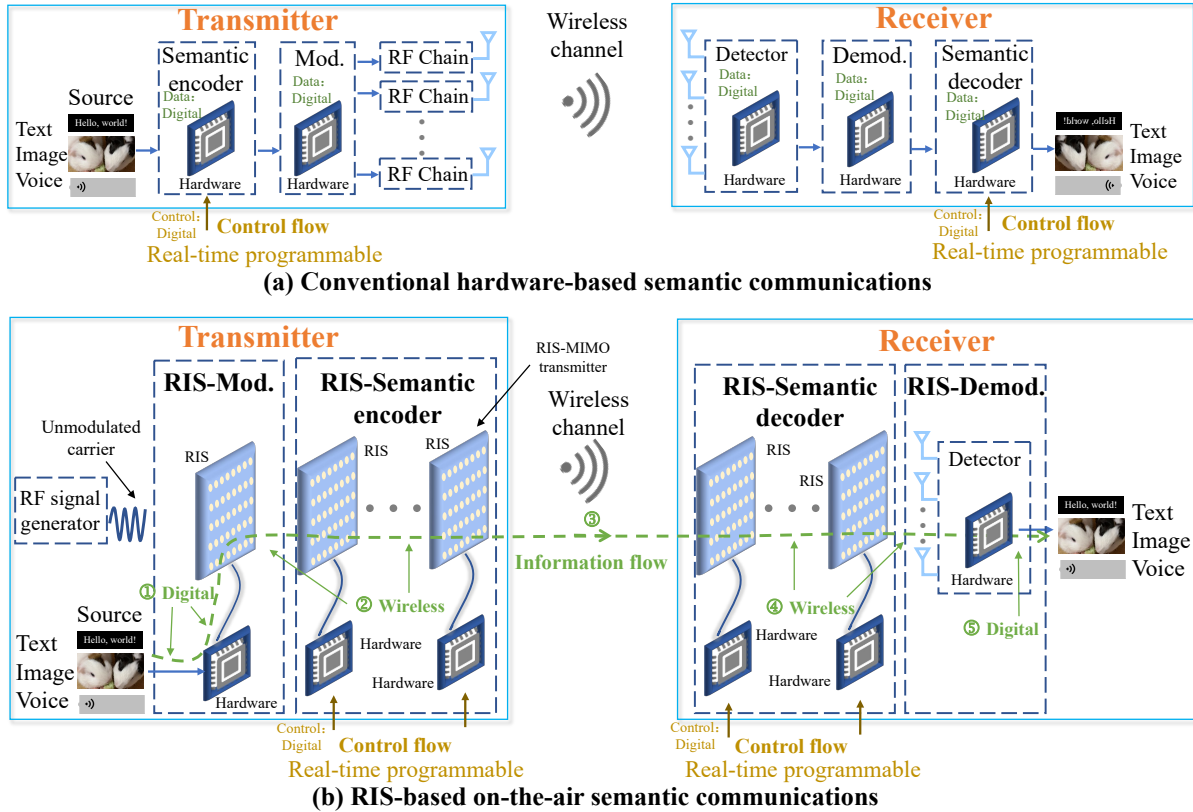 Transmitter
Semantic
encoder
Data:
Digital
Hardware
Mod.
Data:
Digital
Hardware
RF Chain
RF Chain
RF Chain
Source
Hello, world!
Text
Image
Voice
Control:
Digital
Control flow
Real-time programmable
Wireless
channel
Receiver
Detector
Data:
Digital
Hardware
Demod.
Data:
Digital
Hardware
Semantic
decoder
Data:
Digital
Hardware
Hello, world!
Text
Image
Voice
Control:
Digital
Control flow
Real-time programmable
(a) Conventional hardware-based semantic communications
Transmitter
RIS-Mod.
RIS-Semantic
encoder
RIS-MIMO
transmitter
Unmodulated
carrier
RF signal
generator
RIS
RIS
RIS
① Digital
② Wireless
Source
Hello, world!
Text
Image
Voice
Hardware
Hardware
Hardware
Control:
Digital
Control flow
Real-time programmable
Wireless
channel
③
Information flow
Receiver
RIS-Semantic
decoder
RIS-Demod.
RIS
RIS
Detector
Hardware
④ Wireless
⑤ Digital
Hardware
Hardware
Hello, world!
Text
Image
Voice
Control:
Digital
Control flow
Real-time programmable
(b) RIS-based on-the-air semantic communications